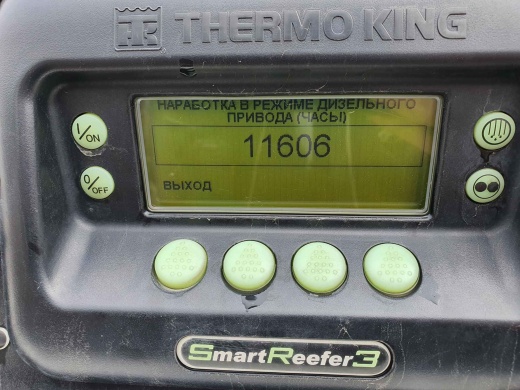 THERMO KING
НАРАБОТКА В РЕЖИМЕ ДИЗЕЛЬНОГО
ПРИВОДА (ЧАСЫ)
11606
ВЫХОД
I/ON
0/OFF
SmartReefer3